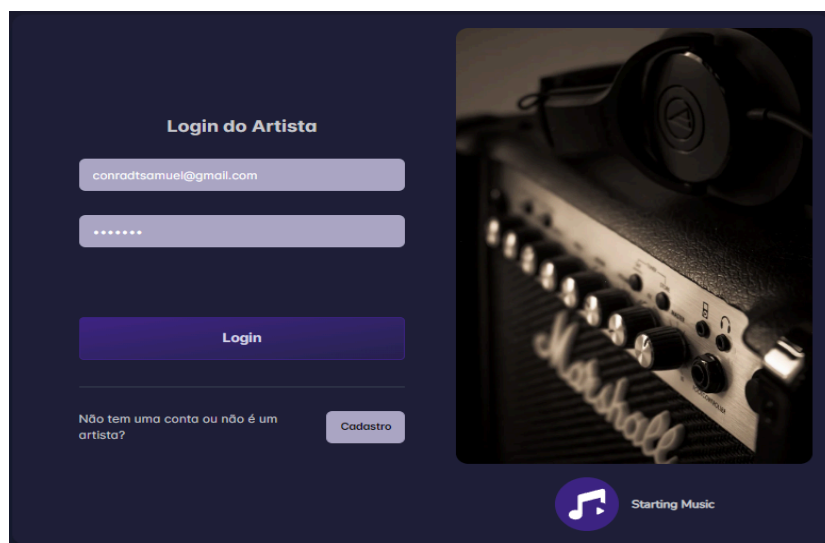 Login do Artista
conradtsamuel@gmail.com
•••••••
Login
Não tem uma conta ou não é um
artista?
Cadastro
Marshall
Starting Music